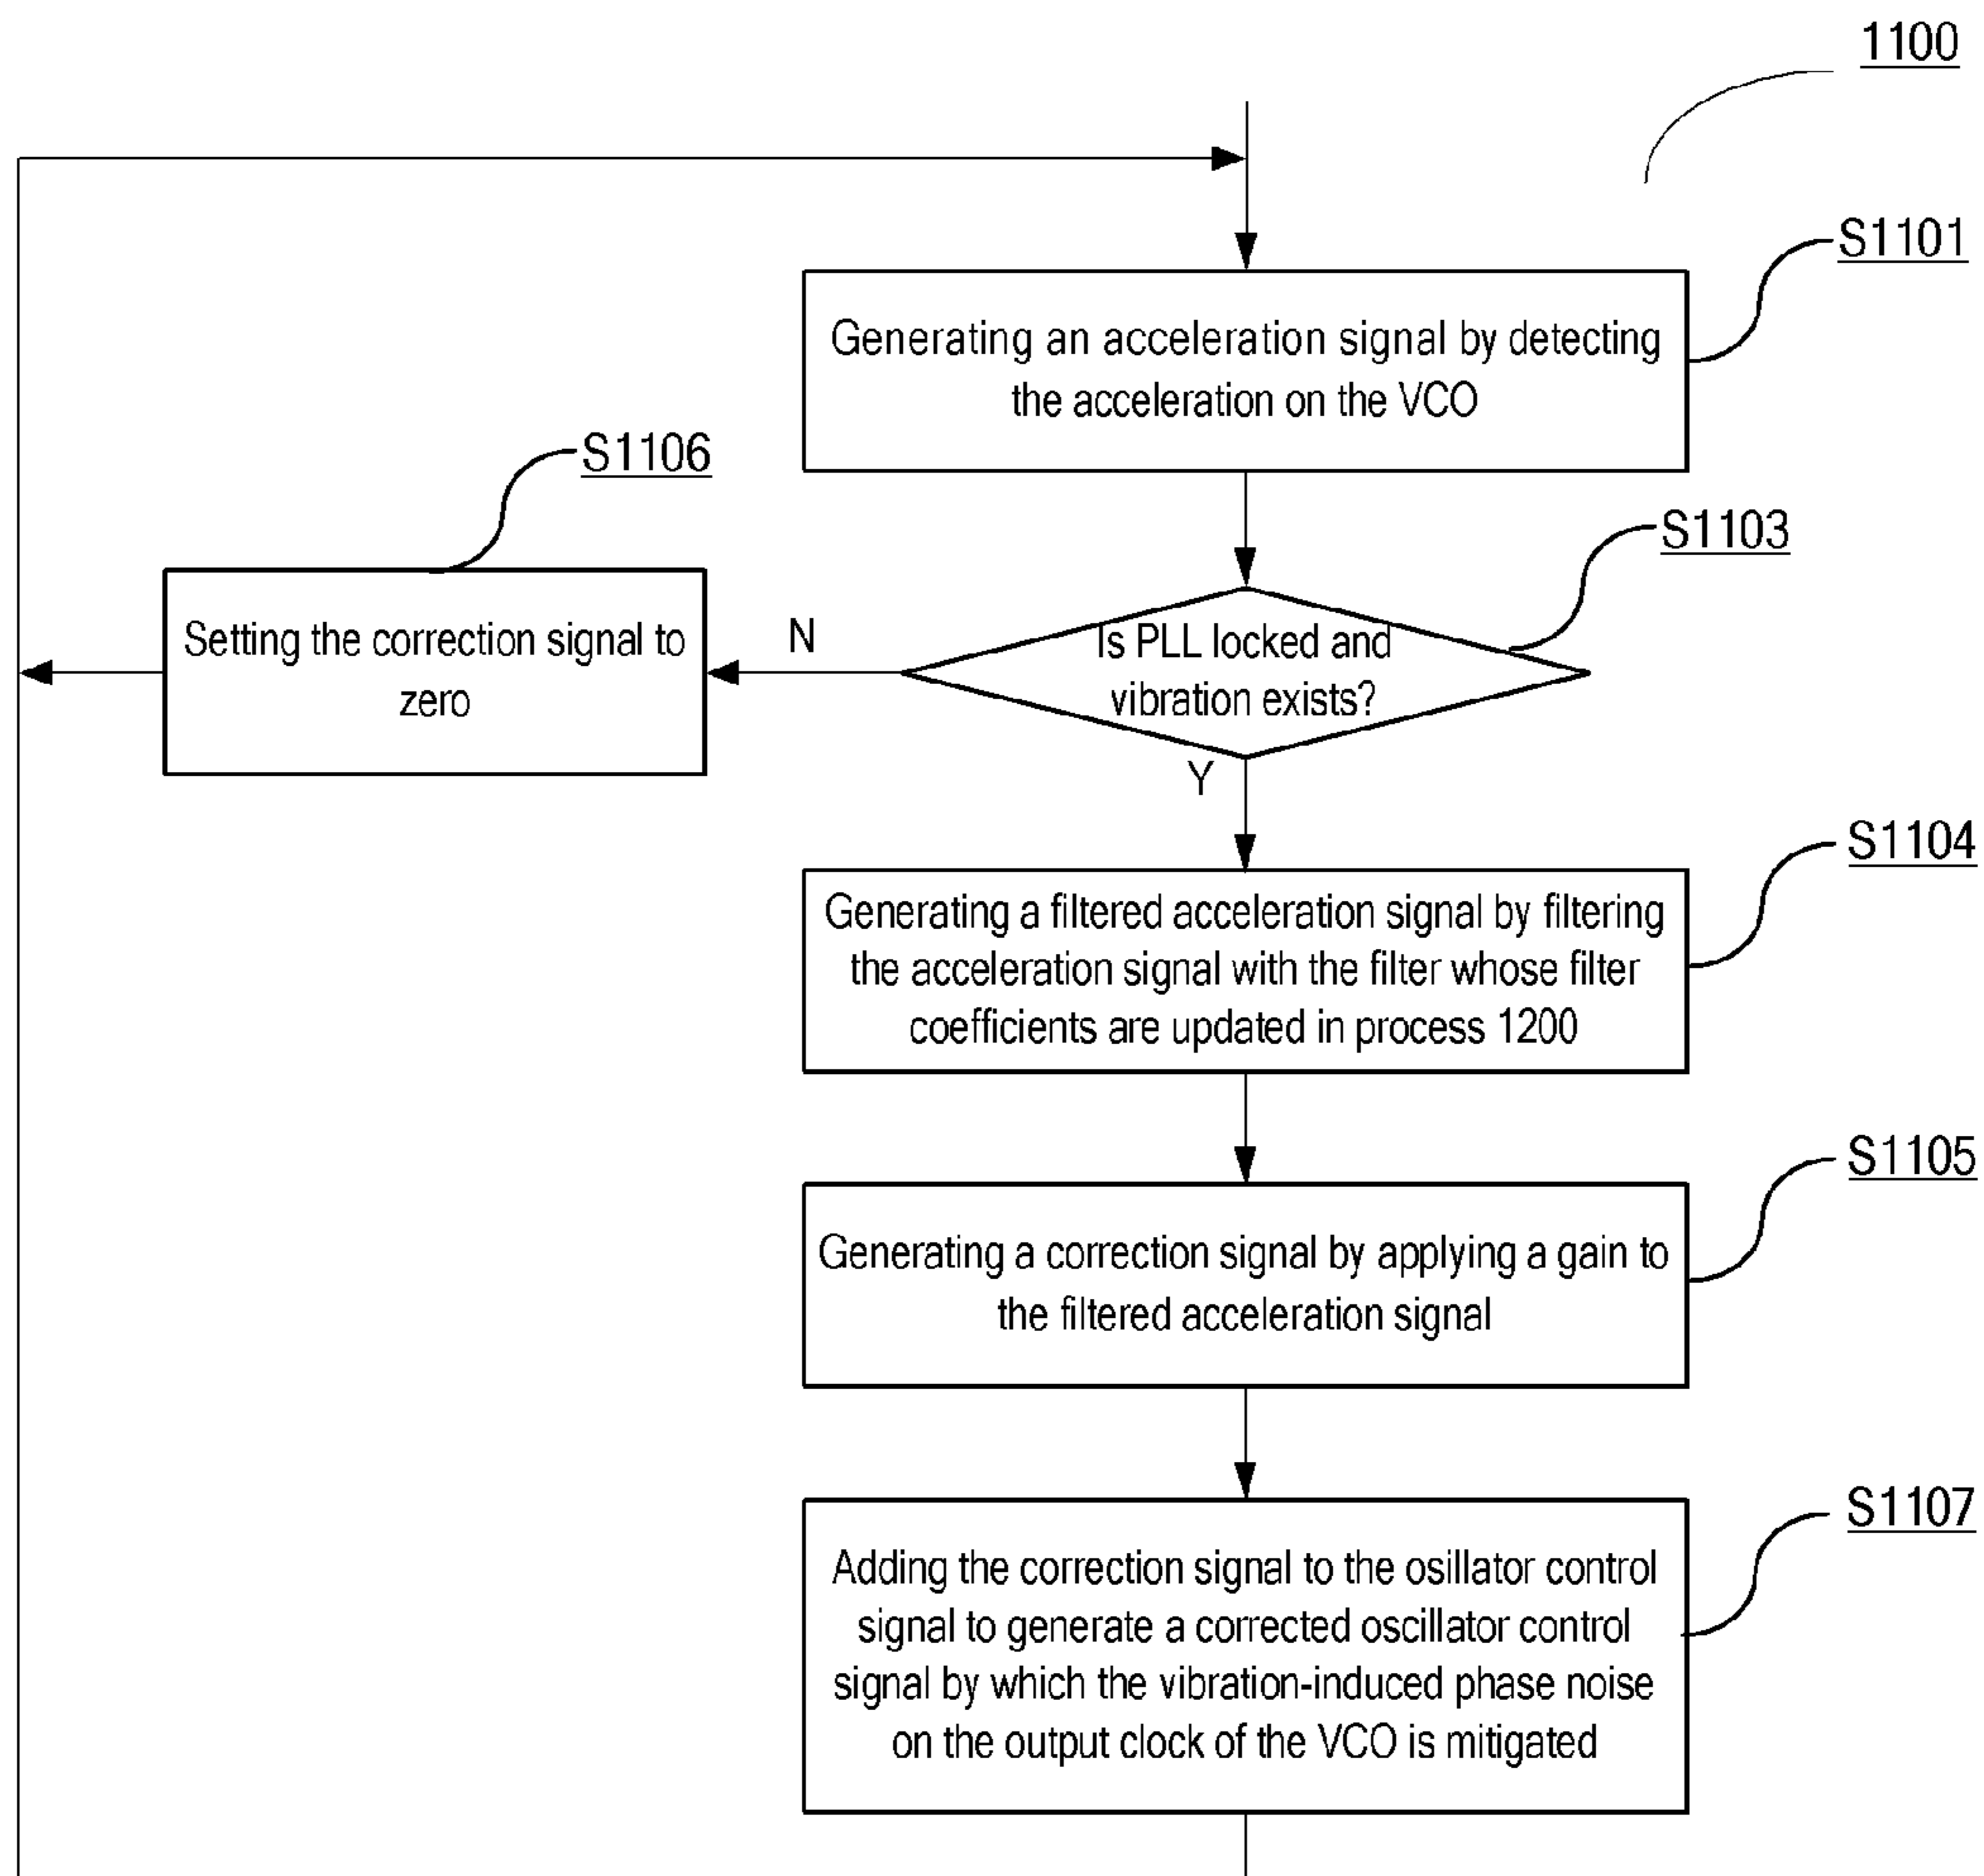 1100
S1101
Generating an acceleration signal by detecting
the acceleration on the VCO
S1106
S1103
Setting the correction signal to
zero
N
Is PLL locked and
vibration exists?
Y
S1104
Generating a filtered acceleration signal by filtering
the acceleration signal with the filter whose filter
coefficients are updated in process 1200
S1105
Generating a correction signal by applying a gain to
the filtered acceleration signal
S1107
Adding the correction signal to the osillator control
signal to generate a corrected oscillator control
signal by which the vibration-induced phase noise
on the output clock of the VCO is mitigated